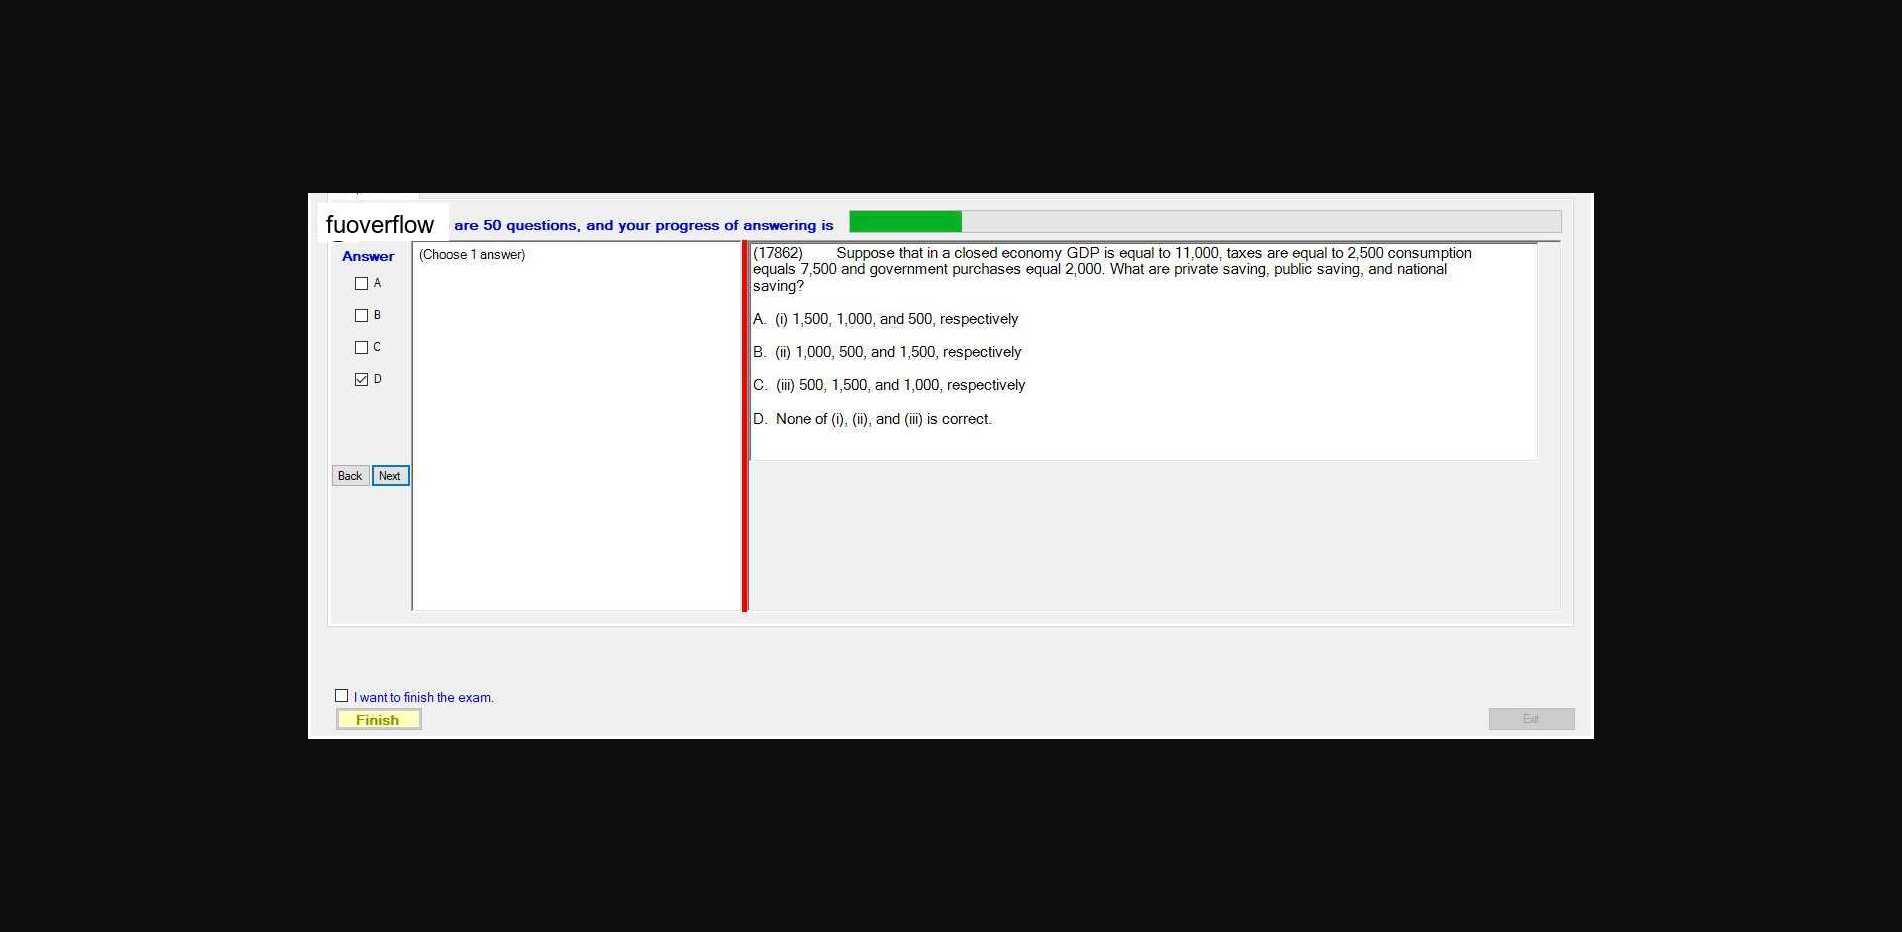 fuoverflow are 50 questions, and your progress of answering is
Answer
(Choose 1 answer)
A
B
C
D
Back Next
(17862) Suppose that in a closed economy GDP is equal to 11,000, taxes are equal to 2,500 consumption
equals 7,500 and government purchases equal 2,000. What are private saving, public saving, and national
saving?
A. (i) 1,500, 1,000, and 500, respectively
B. (ii) 1,000, 500, and 1,500, respectively
C. (iii) 500, 1,500, and 1,000, respectively
D. None of (i), (ii), and (iii) is correct.
I want to finish the exam.
Finish
Exit